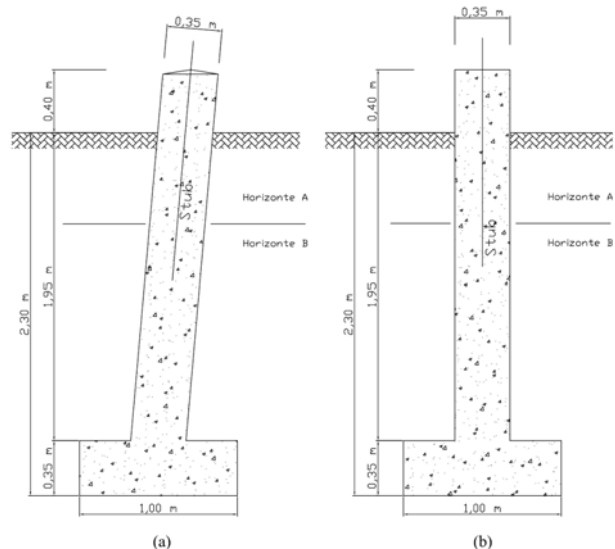 0,35 m
0,40 m
Stub
Horizonte A
Horizonte B
1,95 m
2,30 m
0,35 m
1,00 m
(a)
0,35 m
0,40 m
Stub
Horizonte A
Horizonte B
1,95 m
2,30 m
0,35 m
1,00 m
(b)